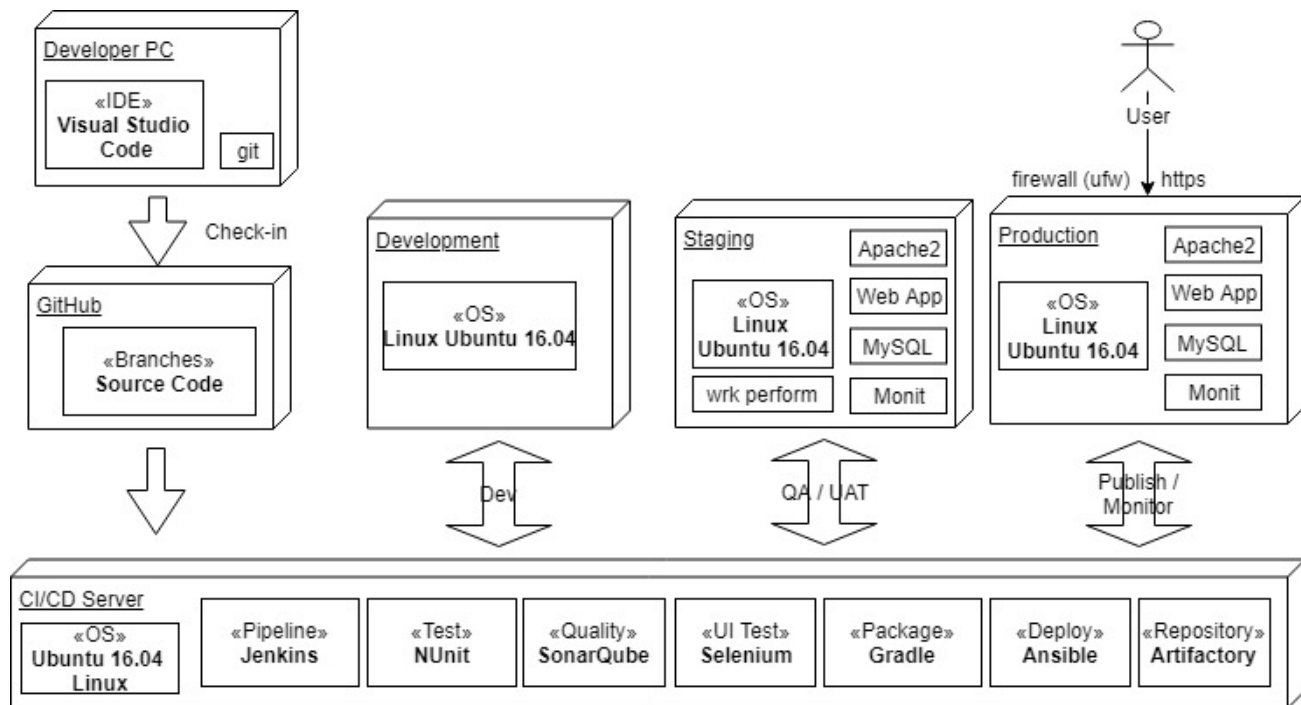 Developer PC
«IDE»
Visual Studio
Code
git
Check-in
GitHub
«Branches»
Source Code
Development
«OS»
Linux Ubuntu 16.04
Dev
Staging
«OS»
Linux
Ubuntu 16.04
wrk perform
Apache2
Web App
MySQL
Monit
QA / UAT
User
firewall (ufw)
https
Production
«OS»
Linux
Ubuntu 16.04
Apache2
Web App
MySQL
Monit
Publish /
Monitor
CI/CD Server
«OS»
Ubuntu 16.04
Linux
«Pipeline»
Jenkins
«Test»
NUnit
«Quality»
SonarQube
«UI Test»
Selenium
«Package»
Gradle
«Deploy»
Ansible
«Repository»
Artifactory